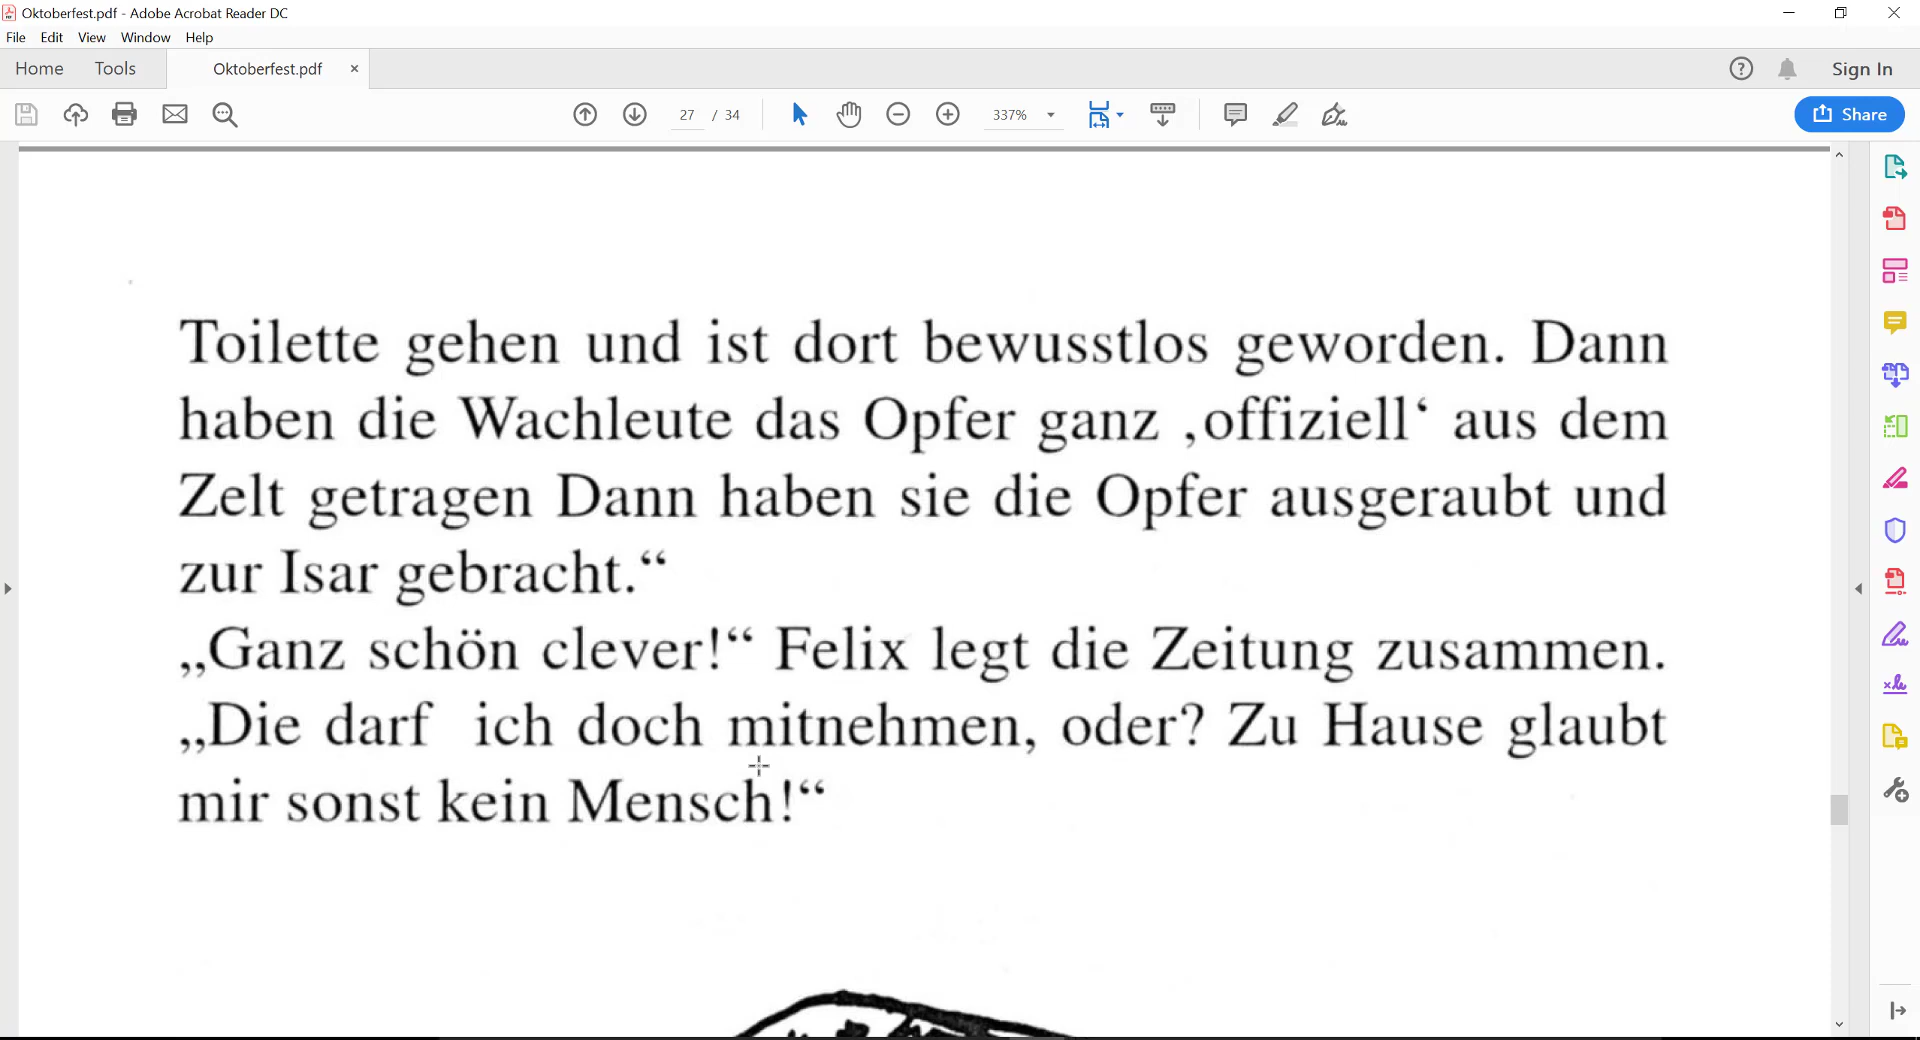 Oktoberfest.pdf - Adobe Acrobat Reader DC
File Edit View Window Help
Home Tools Oktoberfest.pdf × Sign In
27 / 34 337% Share
Toilette gehen und ist dort bewusstlos geworden. Dann
haben die Wachleute das Opfer ganz ‚offiziell‘ aus dem
Zelt getragen Dann haben sie die Opfer ausgeraubt und
zur Isar gebracht.“
„Ganz schön clever!“ Felix legt die Zeitung zusammen.
„Die darf ich doch mitnehmen, oder? Zu Hause glaubt
mir sonst kein Mensch!“